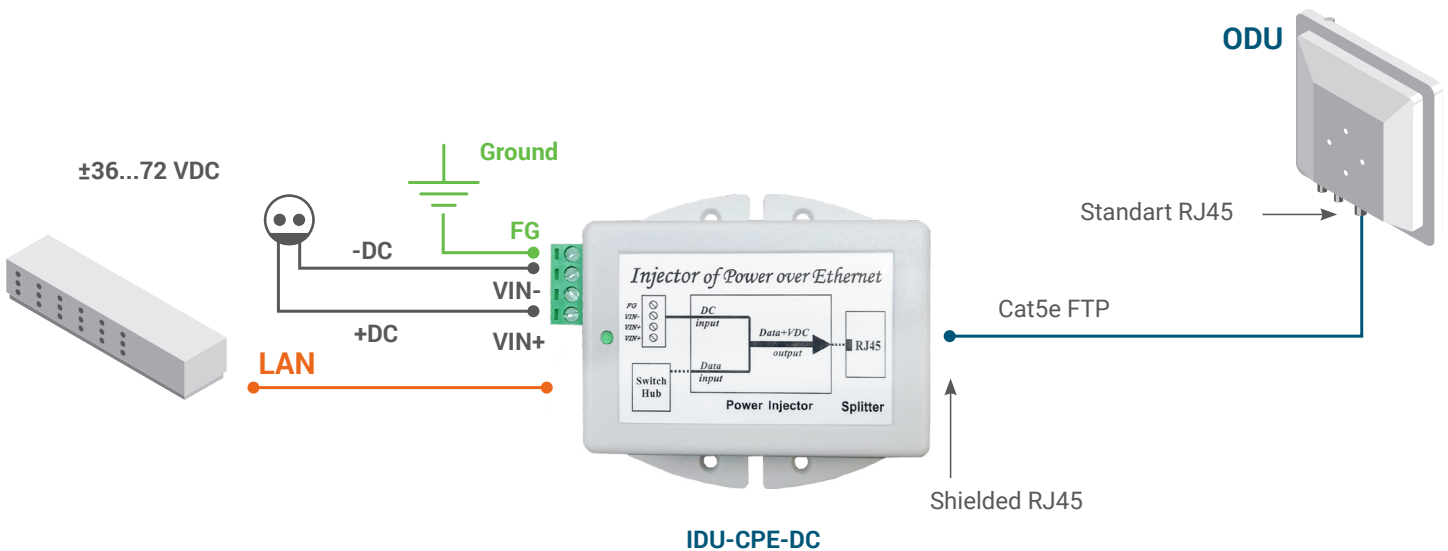 ODU
±36...72 VDC
Ground
FG
-DC
VIN-
+DC
VIN+
LAN
Injector of Power over Ethernet
FG
VIN-
VIN+
VIN+
DC
input
Data+VDC
output
RJ45
Data
input
Switch
Hub
Power Injector
Splitter
Standart RJ45
Cat5e FTP
Shielded RJ45
IDU-CPE-DC